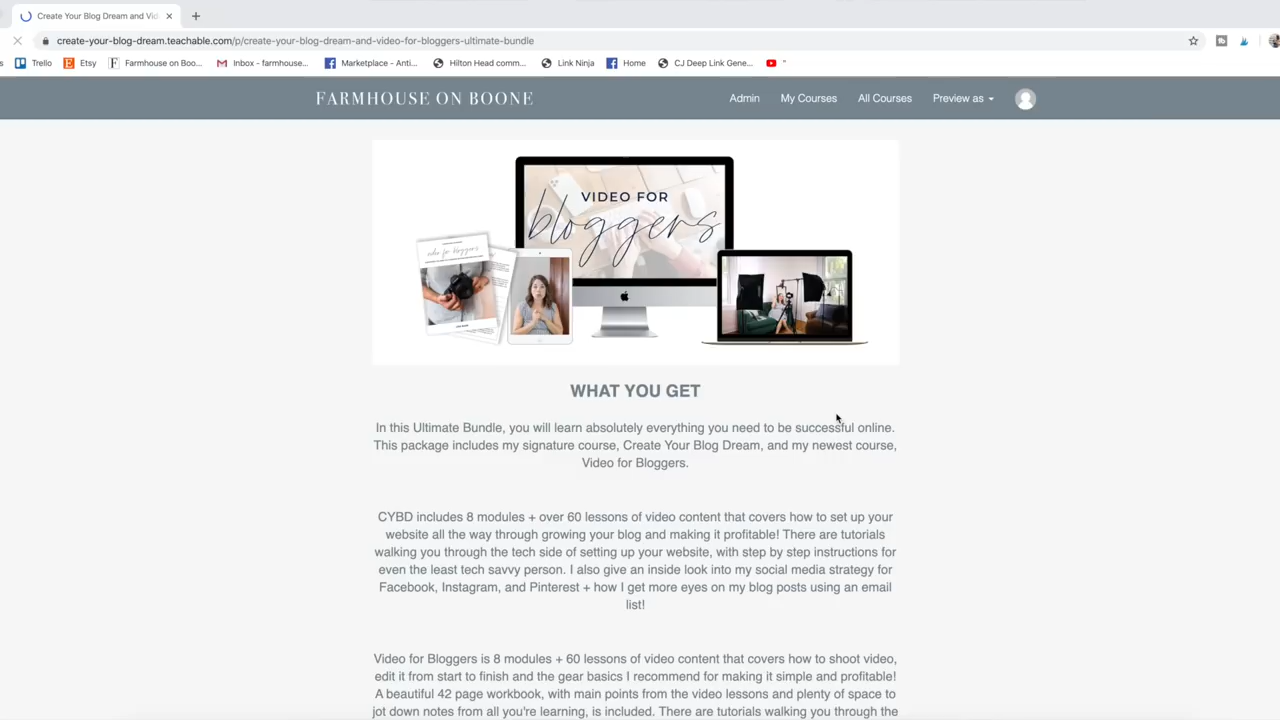 Create Your Blog Dream and Vid
create-your-blog-dream.teachable.com/p/create-your-blog-dream-and-video-for-bloggers-ultimate-bundle
s Trello Etsy Farmhouse on Boo... Inbox - farmhouse... Marketplace - Anti... Hilton Head comm... Link Ninja Home CJ Deep Link Gene... "
FARMHOUSE ON BOONE Admin My Courses All Courses Preview as
VIDEO FOR
bloggers
video for bloggers
WHAT YOU GET
In this Ultimate Bundle, you will learn absolutely everything you need to be successful online.
This package includes my signature course, Create Your Blog Dream, and my newest course,
Video for Bloggers.
CYBD includes 8 modules + over 60 lessons of video content that covers how to set up your
website all the way through growing your blog and making it profitable! There are tutorials
walking you through the tech side of setting up your website, with step by step instructions for
even the least tech savvy person. I also give an inside look into my social media strategy for
Facebook, Instagram, and Pinterest + how I get more eyes on my blog posts using an email
list!
Video for Bloggers is 8 modules + 60 lessons of video content that covers how to shoot video,
edit it from start to finish and the gear basics I recommend for making it simple and profitable!
A beautiful 42 page workbook, with main points from the video lessons and plenty of space to
jot down notes from all you're learning, is included. There are tutorials walking you through the